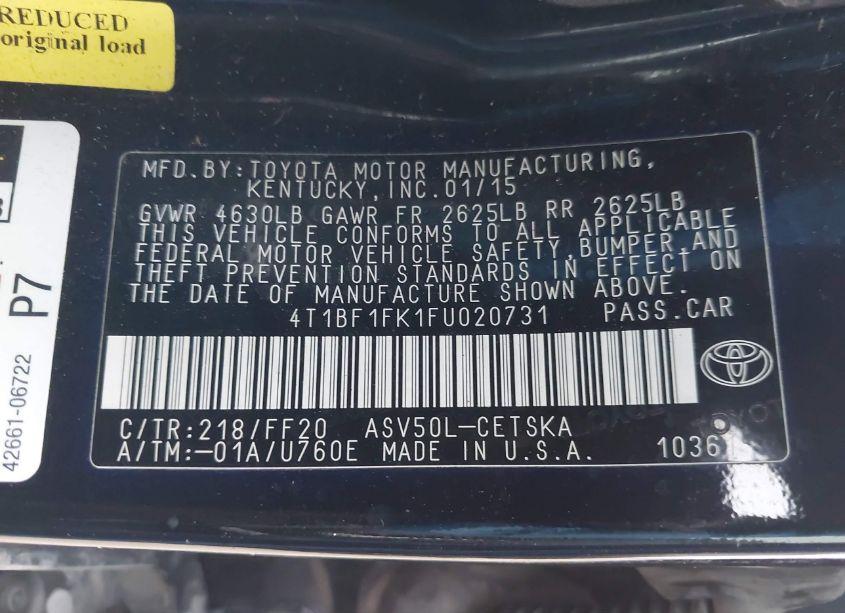 REDUCED
original load
P7
42661-06722
MFD.BY:TOYOTA MOTOR MANUFACTURING,
KENTUCKY,INC.01/15
GVWR 4630LB GAWR FR 2625LB RR 2625LB
THIS VEHICLE CONFORMS TO ALL APPLICABLE
FEDERAL MOTOR VEHICLE SAFETY,BUMPER,AND
THEFT PREVENTION STANDARDS IN EFFECT ON
THE DATE OF MANUFACTURE SHOWN ABOVE.
4T1BF1FK1FU020731 PASS.CAR
C/TR:218/FF20 ASV50L-CETSKA
A/TM:-01A/U760E MADE IN U.S.A.